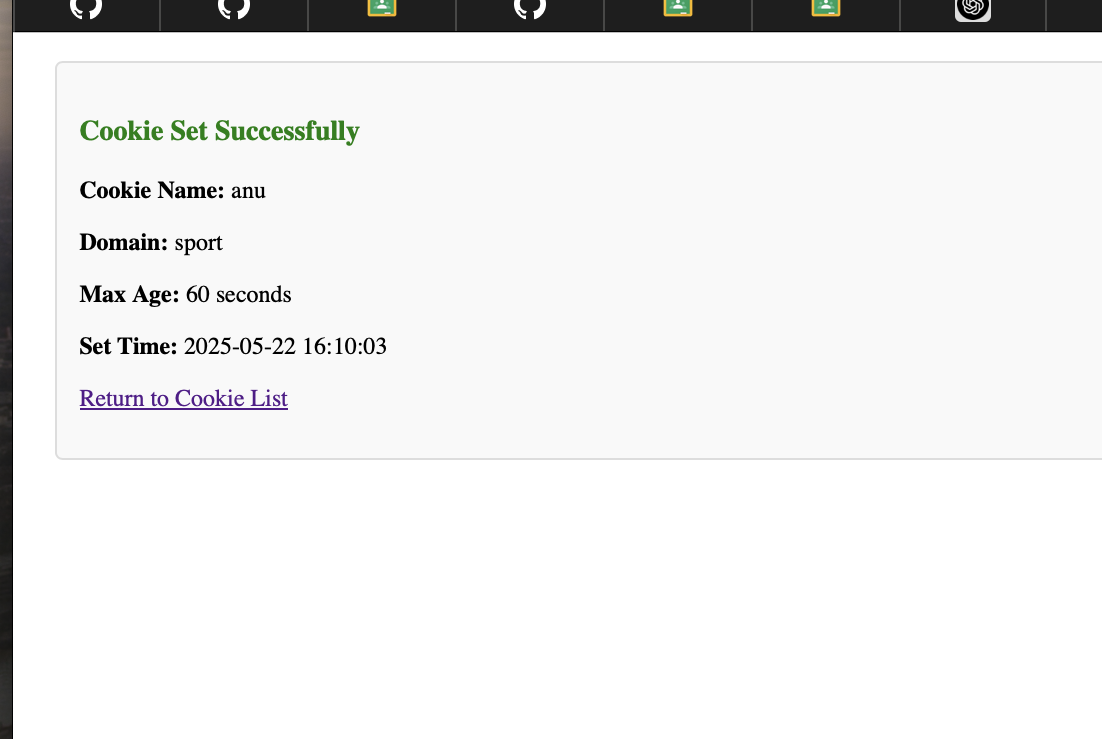 Cookie Set Successfully
Cookie Name: anu
Domain: sport
Max Age: 60 seconds
Set Time: 2025-05-22 16:10:03
Return to Cookie List